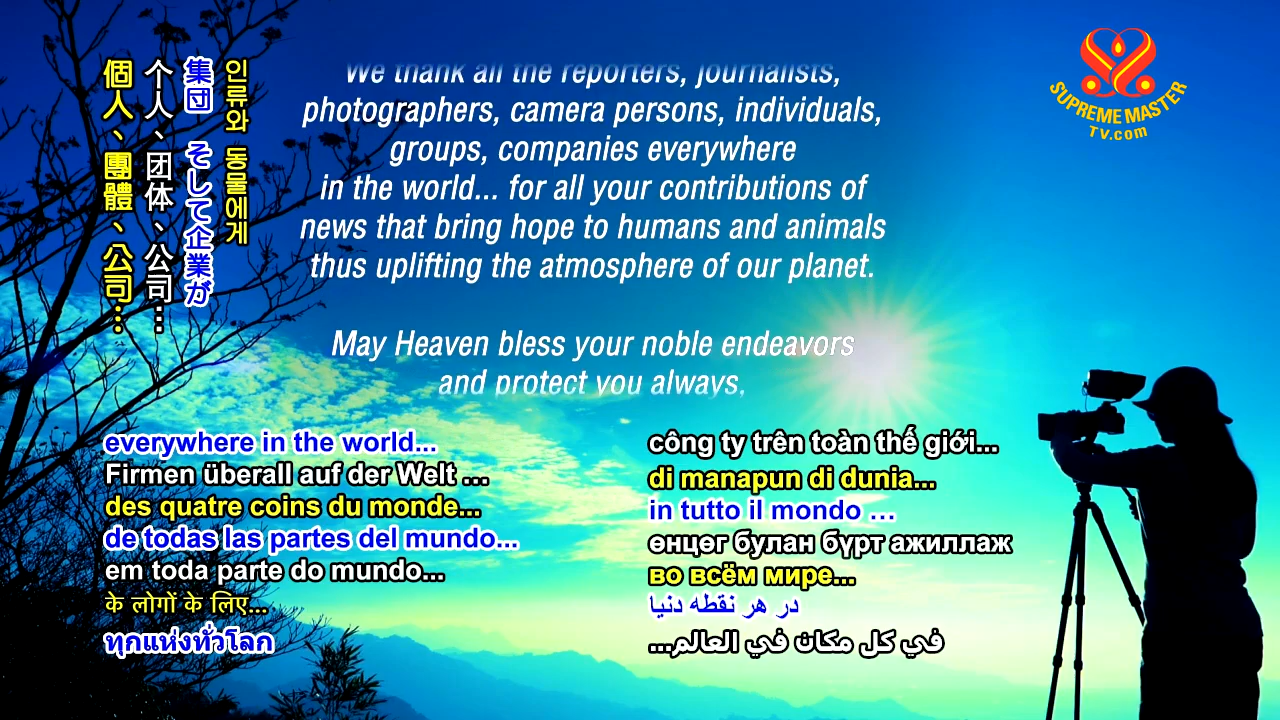 個人、團體、公司...
个人、团体、公司...
集団 そして企業が
인류와 동물에게
We thank all the reporters, journalists,
photographers, camera persons, individuals,
groups, companies everywhere
in the world... for all your contributions of
news that bring hope to humans and animals
thus uplifting the atmosphere of our planet.
May Heaven bless your noble endeavors
and protect you always,
SUPREME MASTER
TV.com
everywhere in the world...
Firmen überall auf der Welt ...
des quatre coins du monde...
de todas las partes del mundo...
em toda parte do mundo...
के लोगों के लिए...
ทุกแห่งทั่วโลก
công ty trên toàn thế giới...
di manapun di dunia...
in tutto il mondo ...
өнцөг булан бүрт ажиллаж
во всём мире...
در هر نقطه دنیا
في كل مكان في العالم...